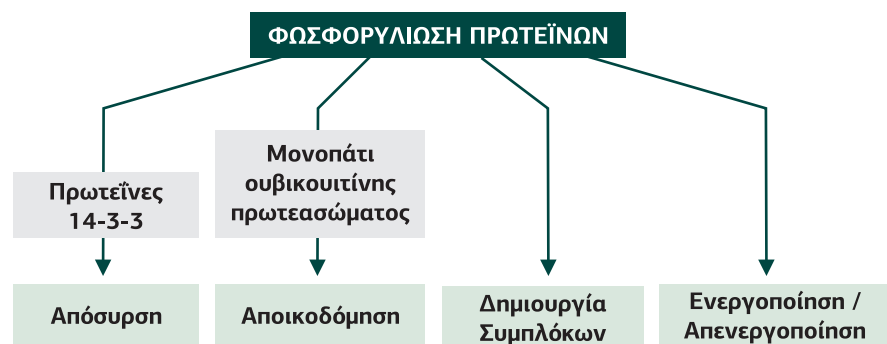 ΦΩΣΦΟΡΥΛΙΩΣΗ ΠΡΩΤΕΪΝΩΝ
Πρωτεΐνες
14-3-3
Μονοπάτι
ουβικουιτίνης
πρωτεασώματος
Απόσυρση
Αποικοδόμηση
Δημιουργία
Συμπλόκων
Ενεργοποίηση /
Απενεργοποίηση